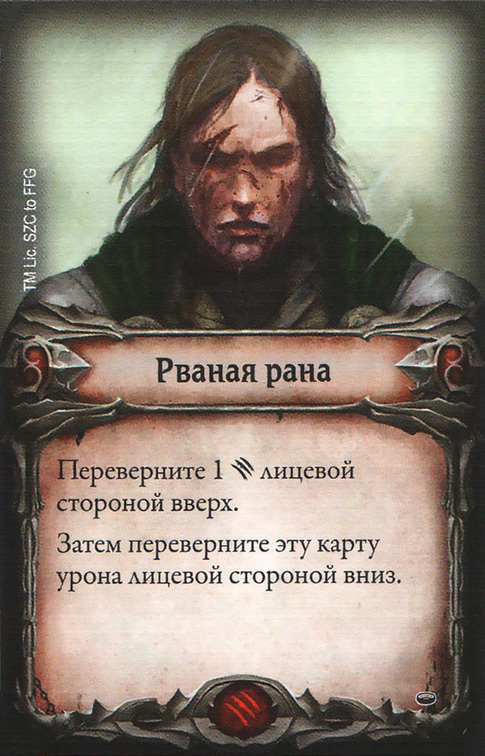 TM Lic. SZC to FFG
Рваная рана
Переверните 1 лицевой
стороной вверх.
Затем переверните эту карту
урона лицевой стороной вниз.